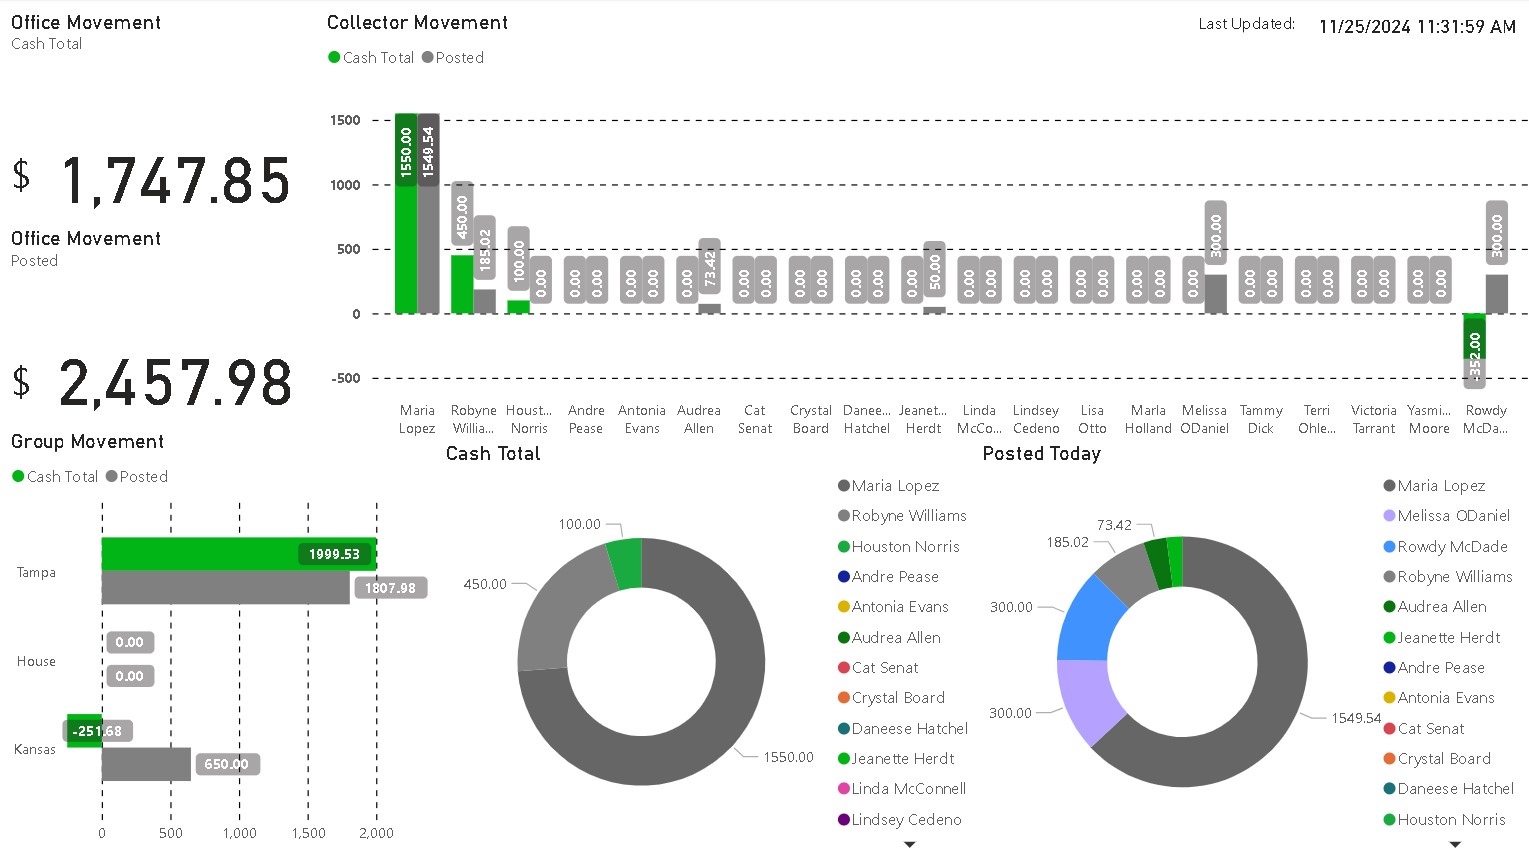 Office Movement
Cash Total
$ 1,747.85
Office Movement
Posted
$ 2,457.98
Collector Movement
Cash Total Posted
Last Updated: 11/25/2024 11:31:59 AM
1500
1000
500
0
-500
1550.00 1549.54 450.00 185.02 100.00 0.00 0.00 0.00 0.00 0.00 0.00 73.42 0.00 0.00 0.00 0.00 0.00 0.00 0.00 50.00 0.00 0.00 0.00 0.00 0.00 0.00 0.00 0.00 0.00 300.00 0.00 0.00 0.00 0.00 0.00 0.00 0.00 0.00 -352.00 300.00
Maria Lopez
Robyne Willia...
Houst... Norris
Andre Pease
Antonia Evans
Audrea Allen
Cat Senat
Crystal Board
Danee... Hatchel
Jeanet... Herdt
Linda McCo...
Lindsey Cedeno
Lisa Otto
Marla Holland
Melissa ODaniel
Tammy Dick
Terri Ohle...
Victoria Tarrant
Yasmi... Moore
Rowdy McDa...
Group Movement
Cash Total Posted
Tampa
1999.53
1807.98
House
0.00
0.00
Kansas
-251.68
650.00
0 500 1,000 1,500 2,000
Cash Total
100.00
450.00
1550.00
Maria Lopez
Robyne Williams
Houston Norris
Andre Pease
Antonia Evans
Audrea Allen
Cat Senat
Crystal Board
Daneese Hatchel
Jeanette Herdt
Linda McConnell
Lindsey Cedeno
Posted Today
73.42
185.02
300.00
300.00
1549.54
Maria Lopez
Melissa ODaniel
Rowdy McDade
Robyne Williams
Audrea Allen
Jeanette Herdt
Andre Pease
Antonia Evans
Cat Senat
Crystal Board
Daneese Hatchel
Houston Norris